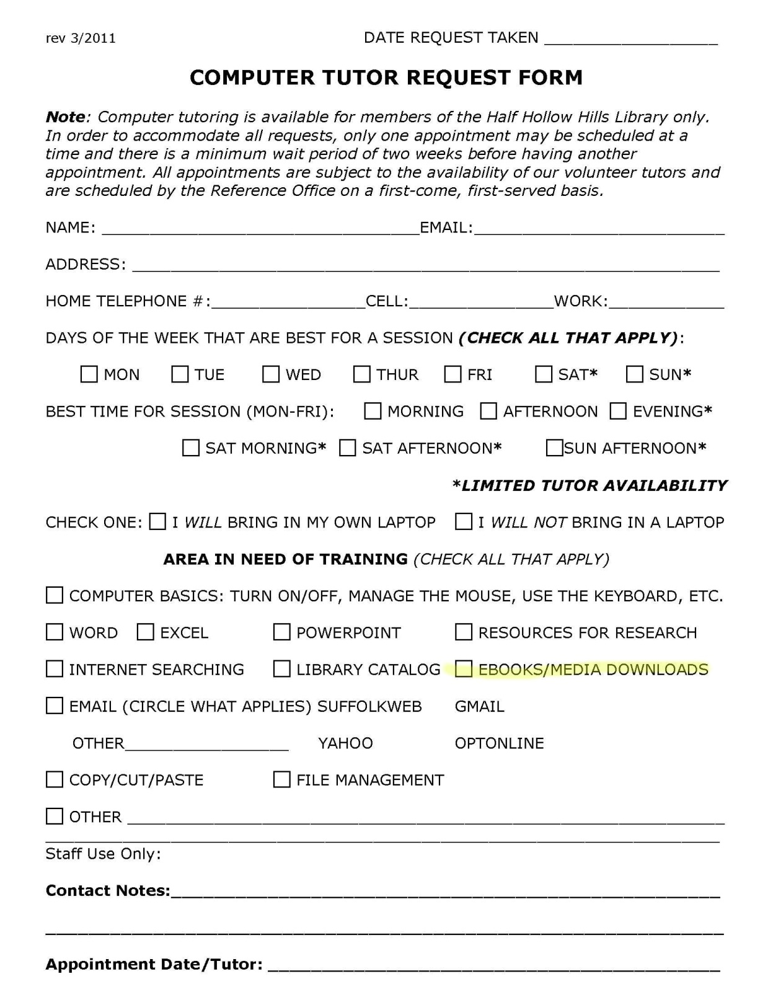 rev 3/2011 DATE REQUEST TAKEN ____________________
COMPUTER TUTOR REQUEST FORM
Note: Computer tutoring is available for members of the Half Hollow Hills Library only.
In order to accommodate all requests, only one appointment may be scheduled at a
time and there is a minimum wait period of two weeks before having another
appointment. All appointments are subject to the availability of our volunteer tutors and
are scheduled by the Reference Office on a first-come, first-served basis.
NAME: _________________________________EMAIL:__________________________
ADDRESS: _____________________________________________________________
HOME TELEPHONE #:________________CELL:_______________WORK:____________
DAYS OF THE WEEK THAT ARE BEST FOR A SESSION (CHECK ALL THAT APPLY):
☐ MON ☐ TUE ☐ WED ☐ THUR ☐ FRI ☐ SAT* ☐ SUN*
BEST TIME FOR SESSION (MON-FRI): ☐ MORNING ☐ AFTERNOON ☐ EVENING*
☐ SAT MORNING* ☐ SAT AFTERNOON* ☐SUN AFTERNOON*
*LIMITED TUTOR AVAILABILITY
CHECK ONE: ☐ I WILL BRING IN MY OWN LAPTOP ☐ I WILL NOT BRING IN A LAPTOP
AREA IN NEED OF TRAINING (CHECK ALL THAT APPLY)
☐ COMPUTER BASICS: TURN ON/OFF, MANAGE THE MOUSE, USE THE KEYBOARD, ETC.
☐ WORD ☐ EXCEL ☐ POWERPOINT ☐ RESOURCES FOR RESEARCH
☐ INTERNET SEARCHING ☐ LIBRARY CATALOG ☐ EBOOKS/MEDIA DOWNLOADS
☐ EMAIL (CIRCLE WHAT APPLIES) SUFFOLKWEB GMAIL
OTHER_________________ YAHOO OPTONLINE
☐ COPY/CUT/PASTE ☐ FILE MANAGEMENT
☐ OTHER ______________________________________________________________
______________________________________________________________________
Staff Use Only:
Contact Notes:___________________________________________________
_______________________________________________________________
Appointment Date/Tutor: __________________________________________